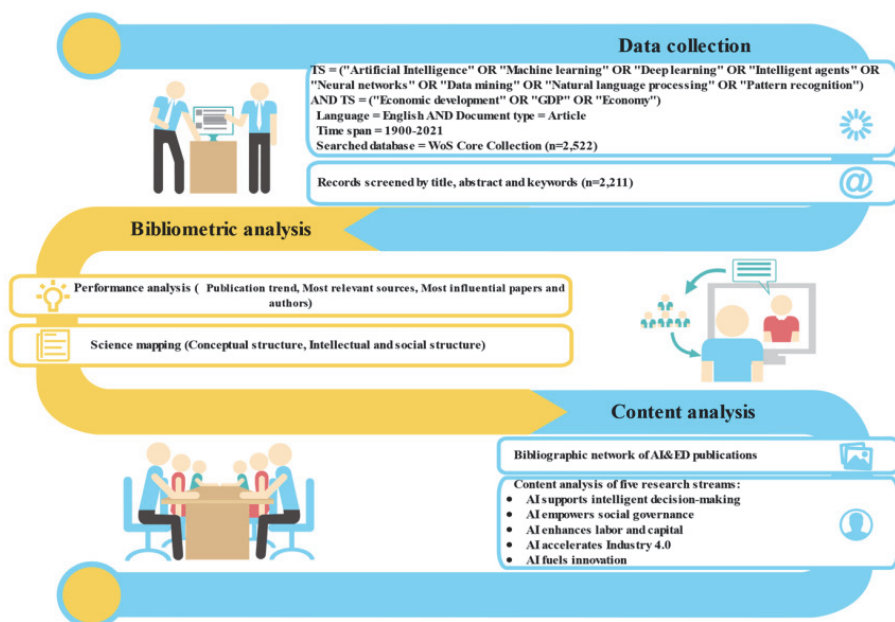 Data collection
TS = ("Artificial Intelligence" OR "Machine learning" OR "Deep learning" OR "Intelligent agents" OR
"Neural networks" OR "Data mining" OR "Natural language processing" OR "Pattern recognition")
AND TS = ("Economic development" OR "GDP" OR "Economy")
Language = English AND Document type = Article
Time span = 1900-2021
Searched database = WoS Core Collection (n=2,522)
Records screened by title, abstract and keywords (n=2,211)
@
Bibliometric analysis
Performance analysis ( Publication trend, Most relevant sources, Most influential papers and
authors)
Science mapping (Conceptual structure, Intellectual and social structure)
Content analysis
Bibliographic network of AI&ED publications
Content analysis of five research streams:
• AI supports intelligent decision-making
• AI empowers social governance
• AI enhances labor and capital
• AI accelerates Industry 4.0
• AI fuels innovation